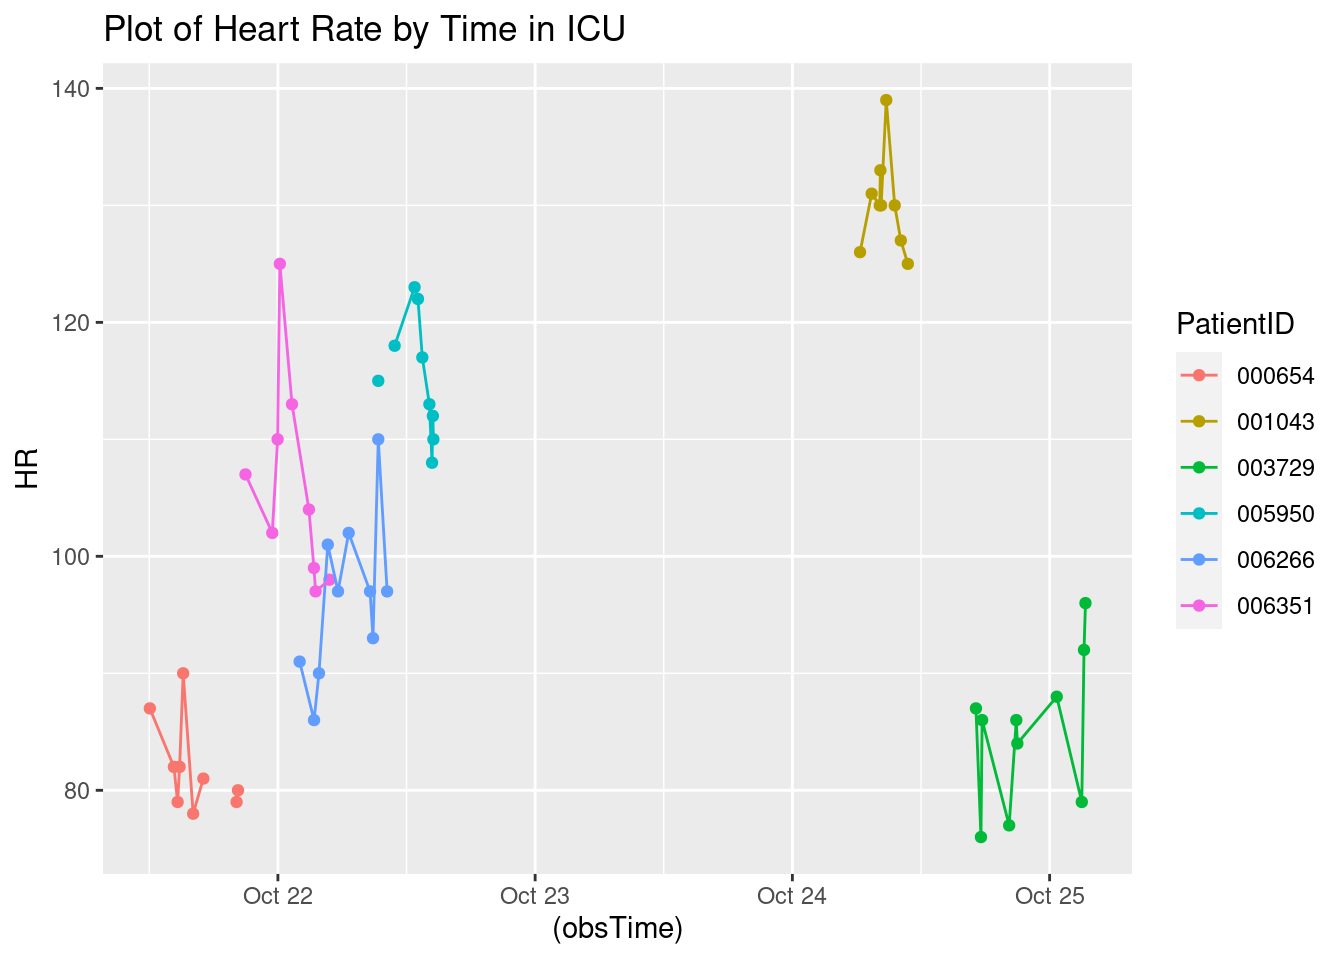 Plot of Heart Rate by Time in ICU
140
120
100
80
HR
Oct 22
Oct 23
Oct 24
Oct 25
(obsTime)
PatientID
000654
001043
003729
005950
006266
006351